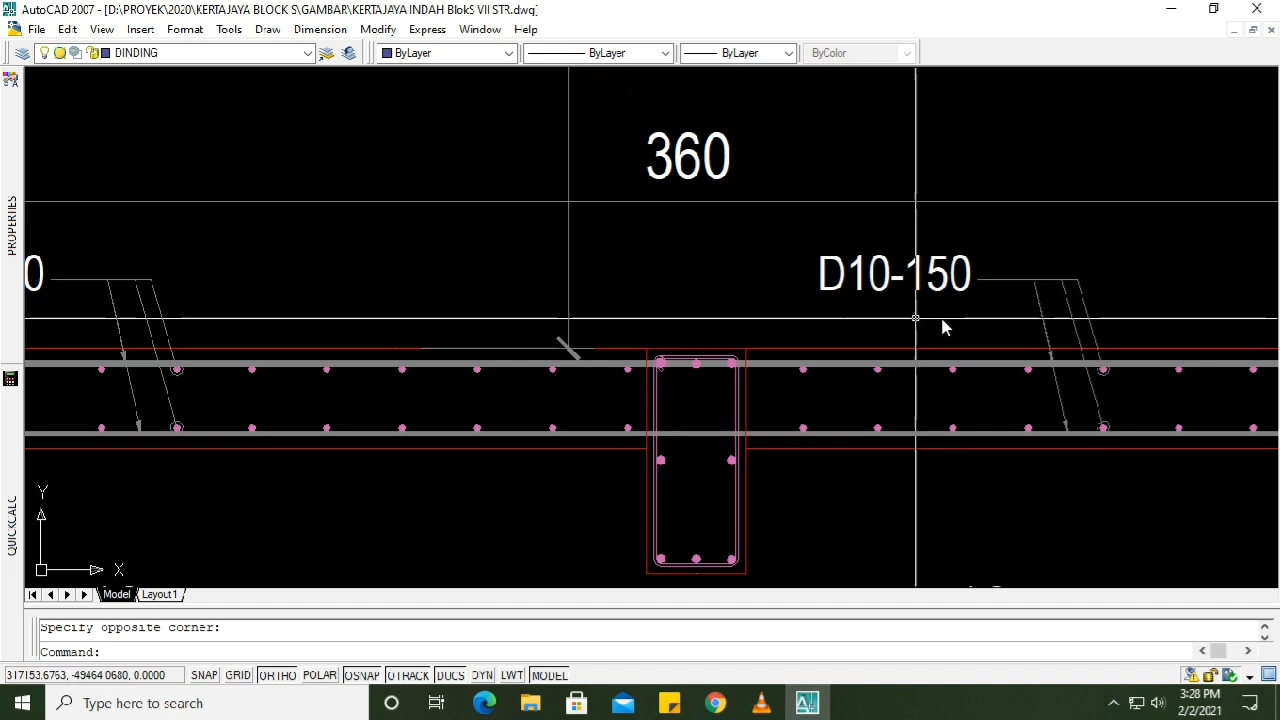 AutoCAD 2007 - [D:\PROYEK\2020\KERTAJAYA BLOCK S\GAMBAR\KERTAJAYA INDAH BlokS VII STR.dwg]
File Edit View Insert Format Tools Draw Dimension Modify Express Window Help
DINDING ByLayer ByLayer ByLayer ByColor
360
PROPERTIES
0 D10-150
QUICKCALC
Y
X
Model Layout1
Specify opposite corner:
Command:
317153.6753, -49464.0680, 0.0000 SNAP GRID ORTHO POLAR OSNAP OTRACK DUCS DYN LWT MODEL
Type here to search
3:28 PM
2/2/2021